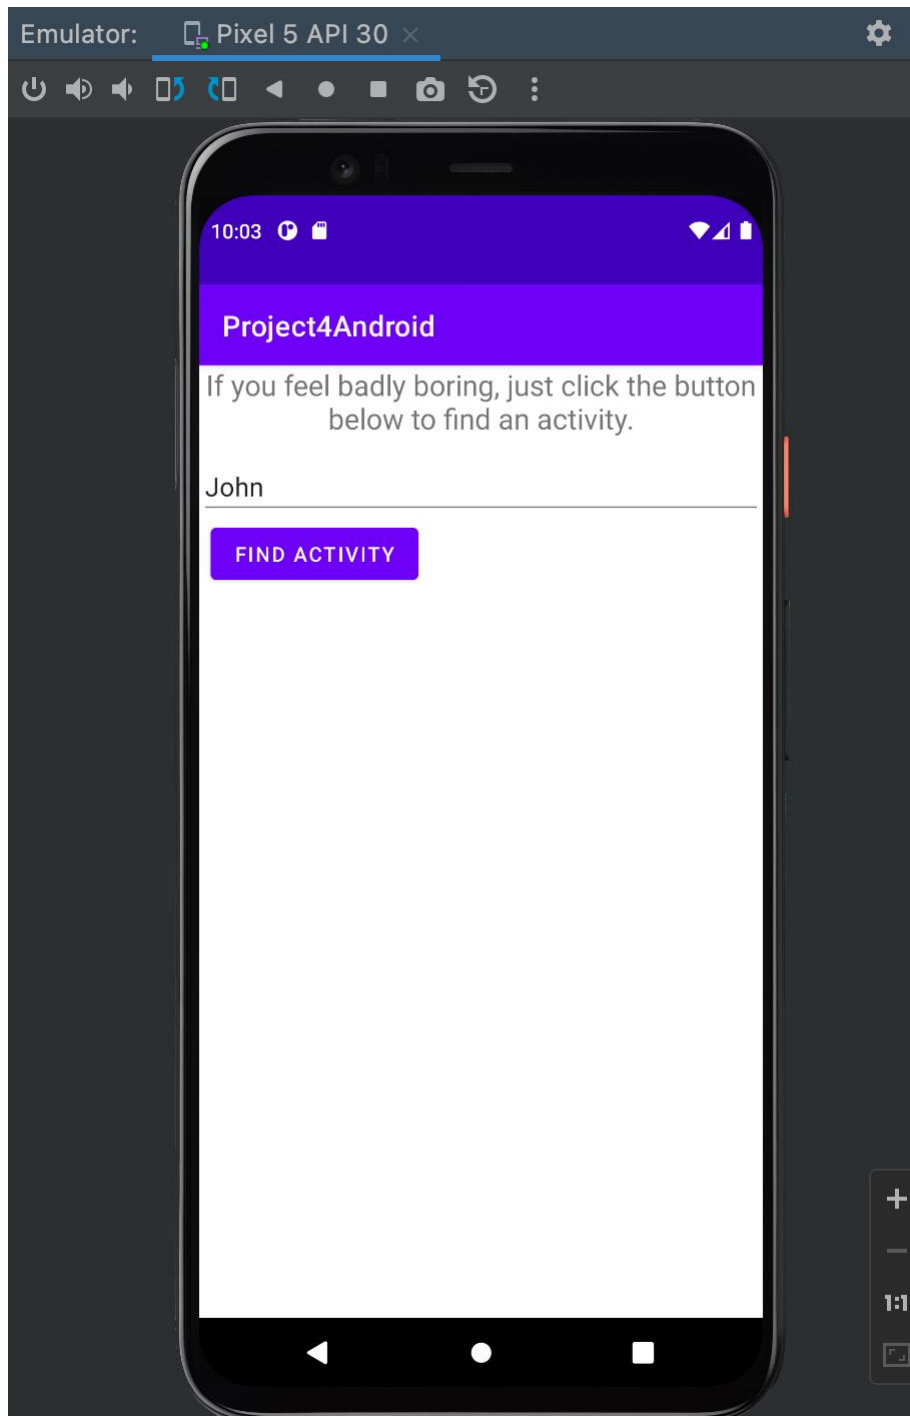 Emulator: Pixel 5 API 30
10:03
Project4Android
If you feel badly boring, just click the button
below to find an activity.
John
FIND ACTIVITY
1:1